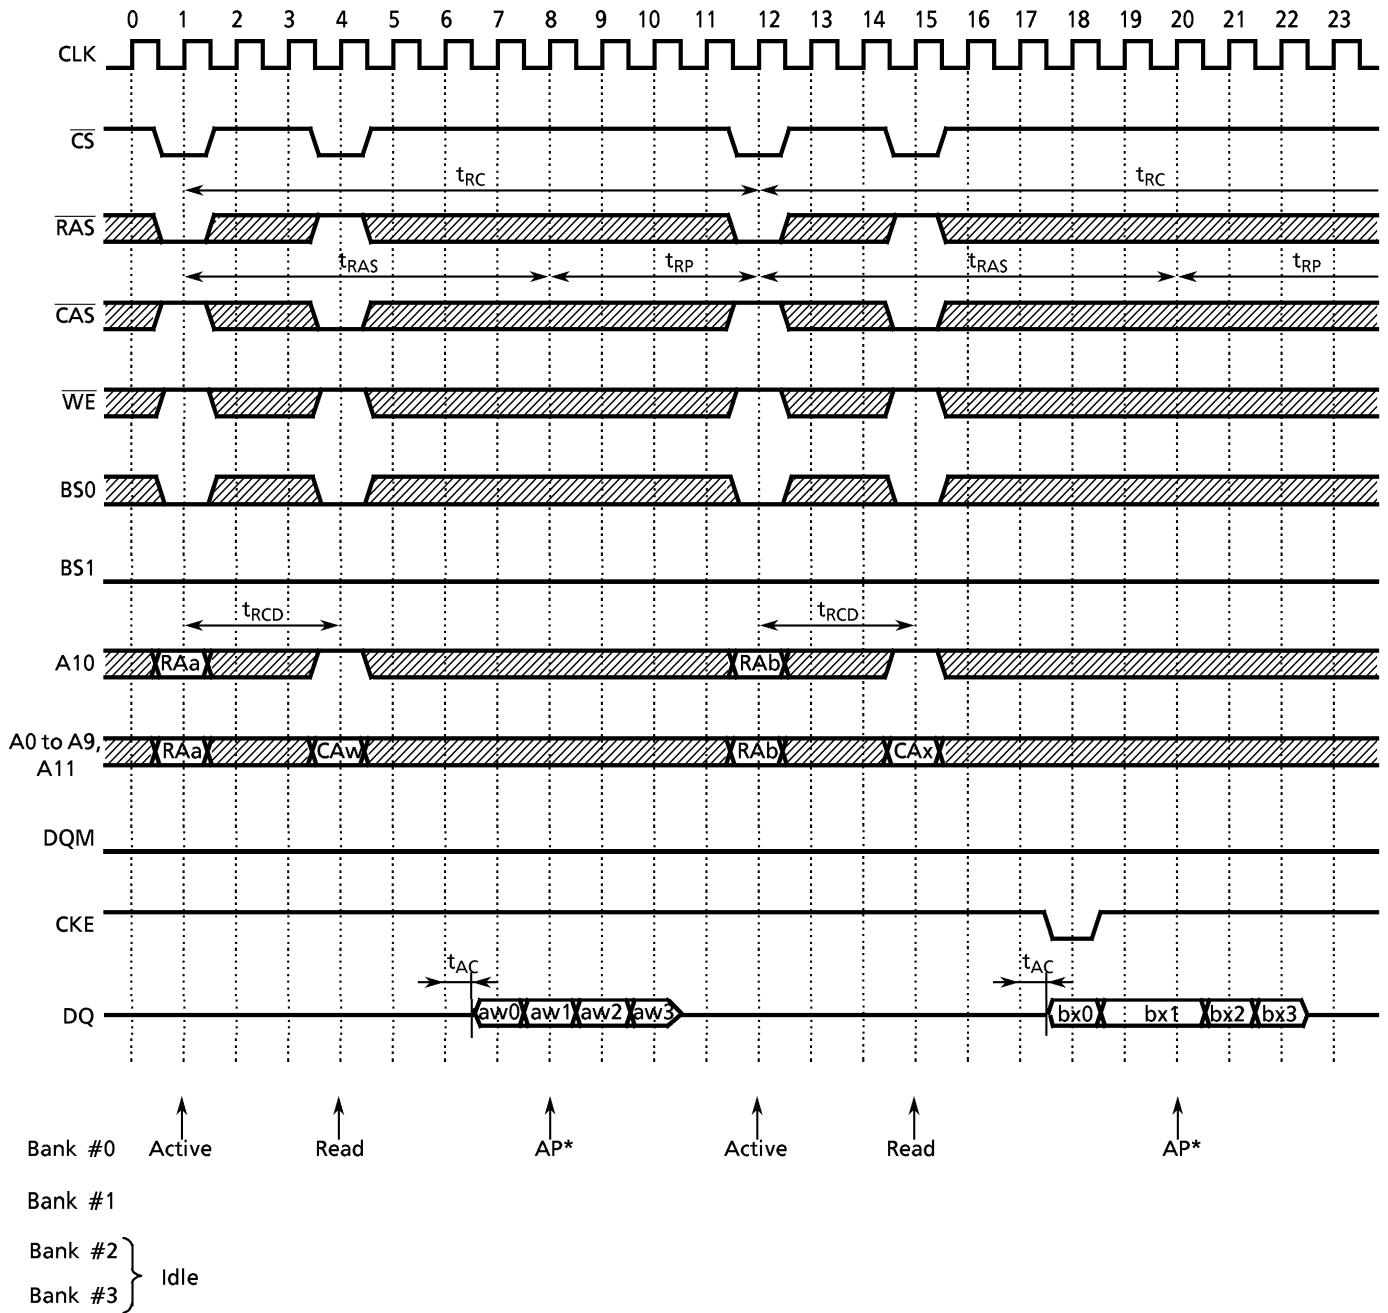 0 1 2 3 4 5 6 7 8 9 10 11 12 13 14 15 16 17 18 19 20 21 22 23
CLK
CS
tRC tRC
RAS
tRAS tRP tRAS tRP
CAS
WE
BS0
BS1
tRCD tRCD
A10 RAa RAb
A0 to A9,
A11
RAa CAw RAb CAx
DQM
CKE
tAC tAC
DQ aw0 aw1 aw2 aw3 bx0 bx1 bx2 bx3
Bank #0 Active Read AP* Active Read AP*
Bank #1
Bank #2
Idle
Bank #3